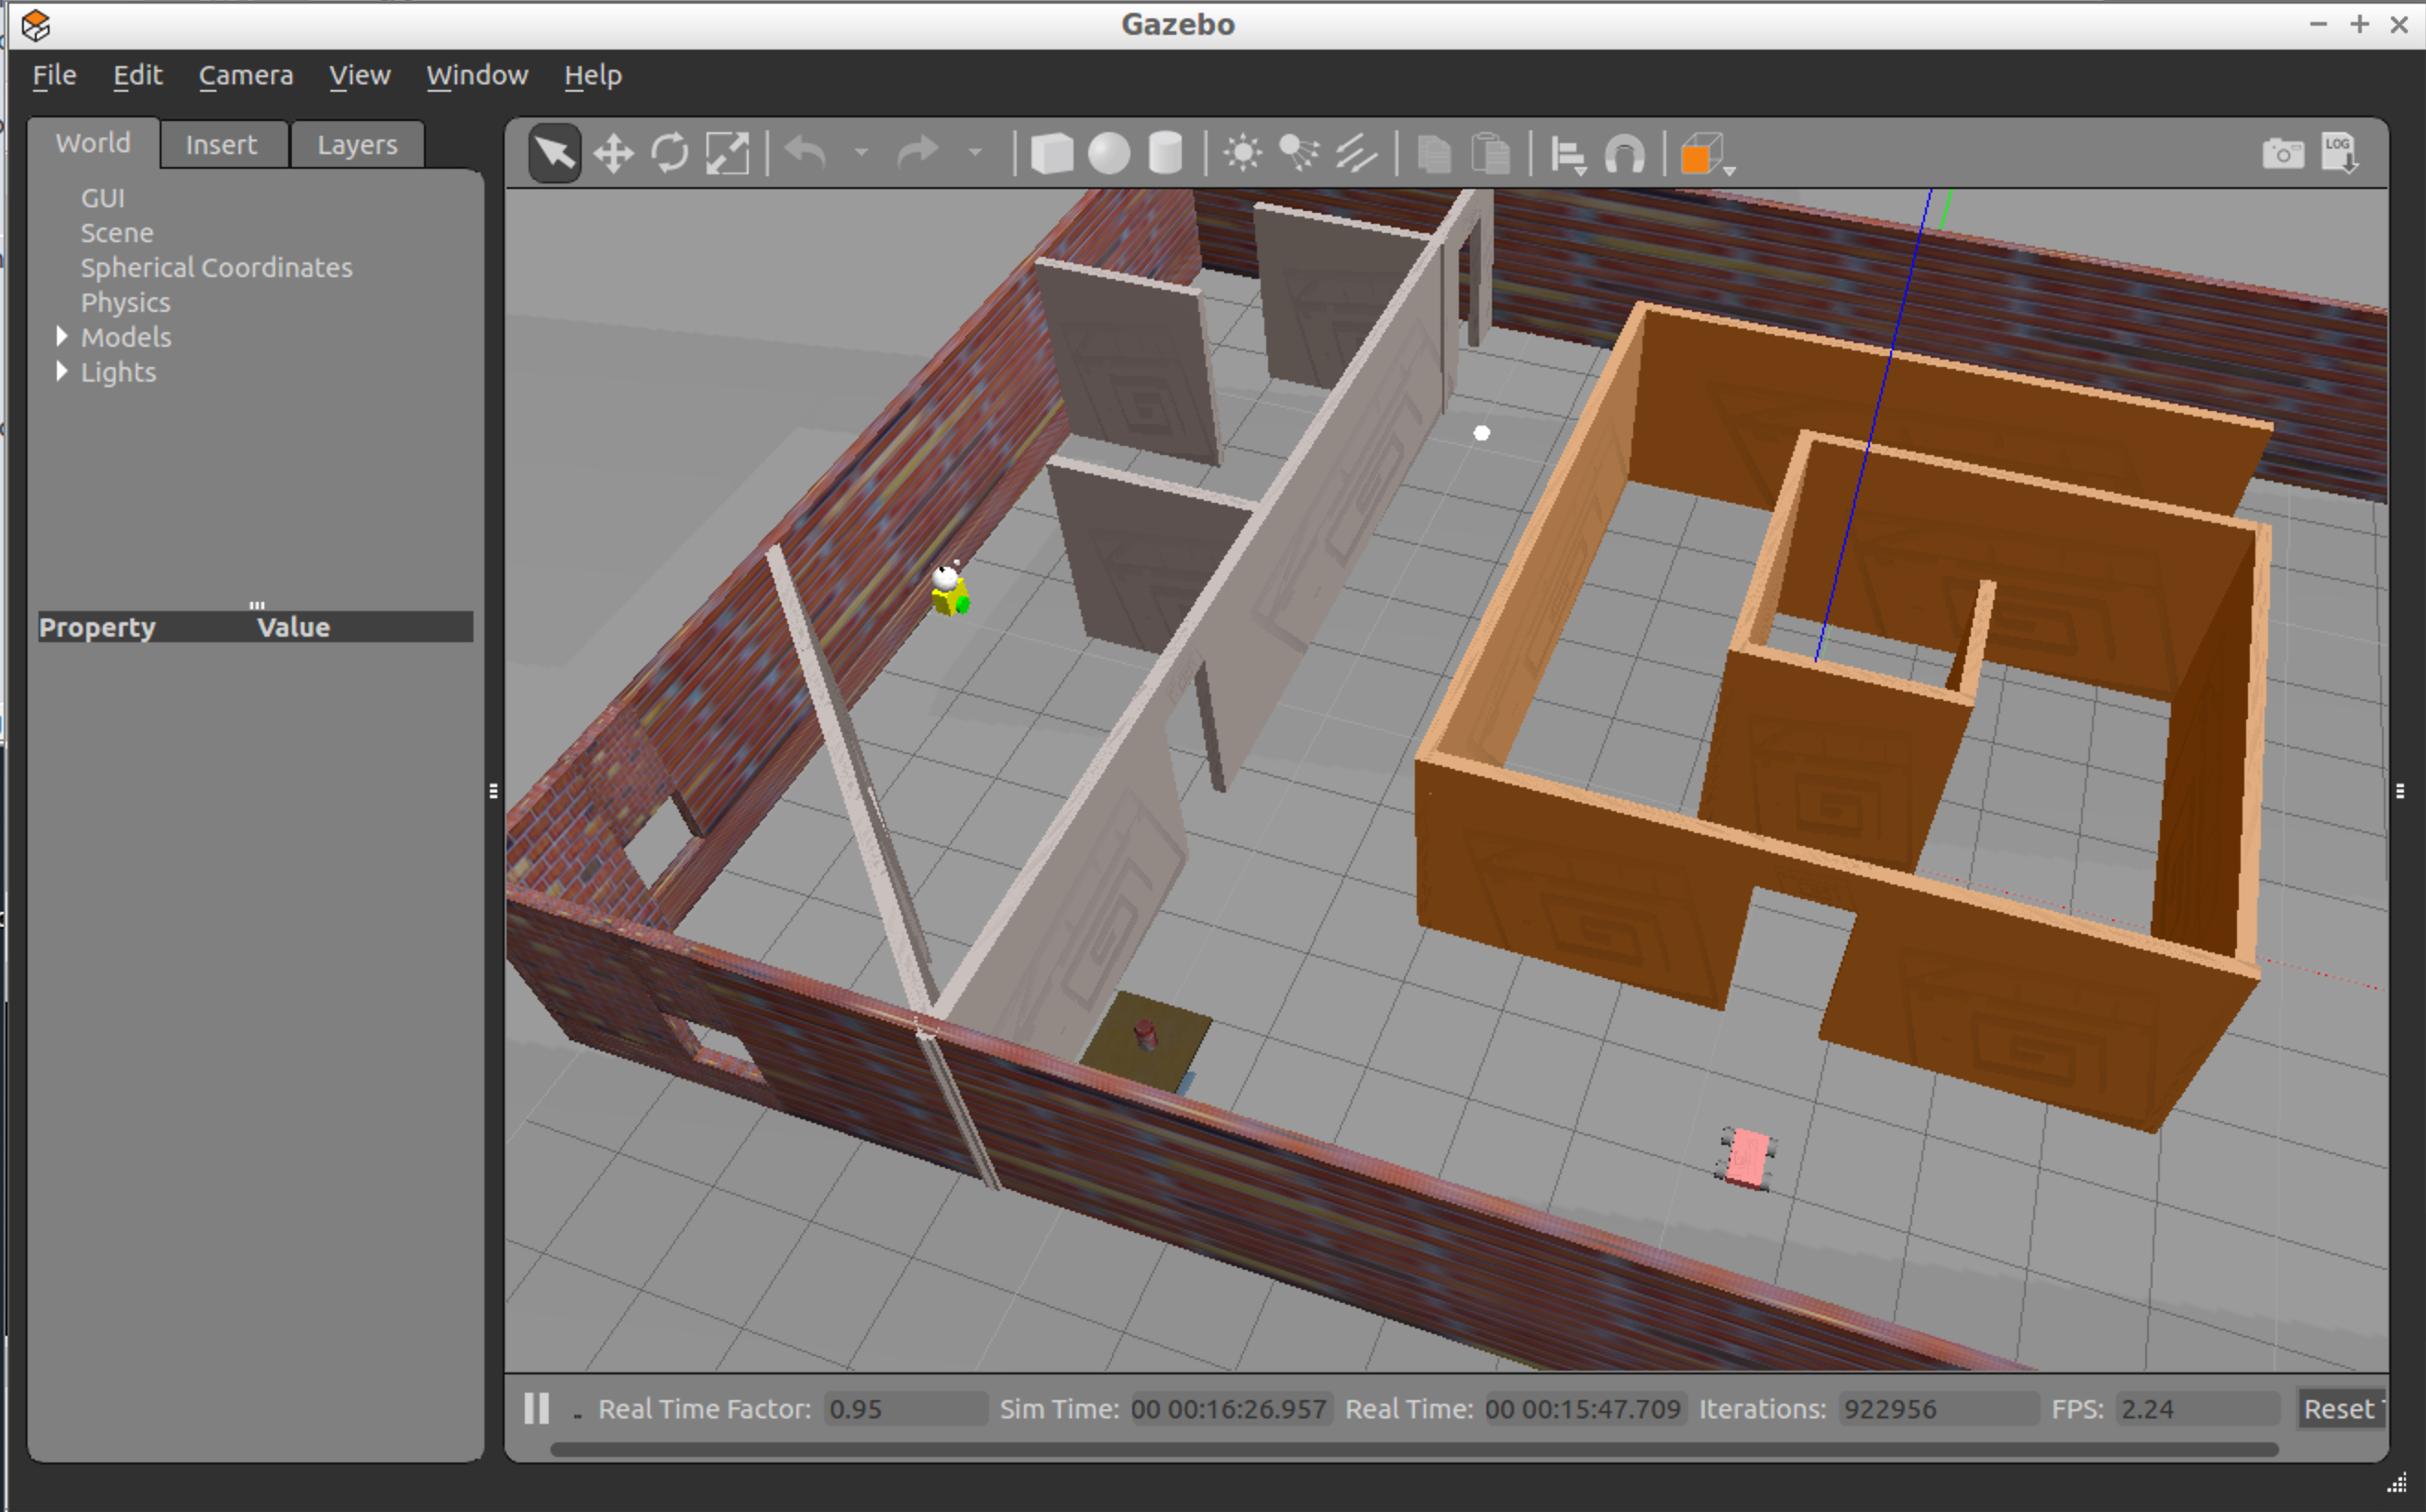 Gazebo
File Edit Camera View Window Help
World Insert Layers
LOG
GUI
Scene
Spherical Coordinates
Physics
Models
Lights
Property Value
Real Time Factor: 0.95 Sim Time: 00 00:16:26.957 Real Time: 00 00:15:47.709 Iterations: 922956 FPS: 2.24 Reset